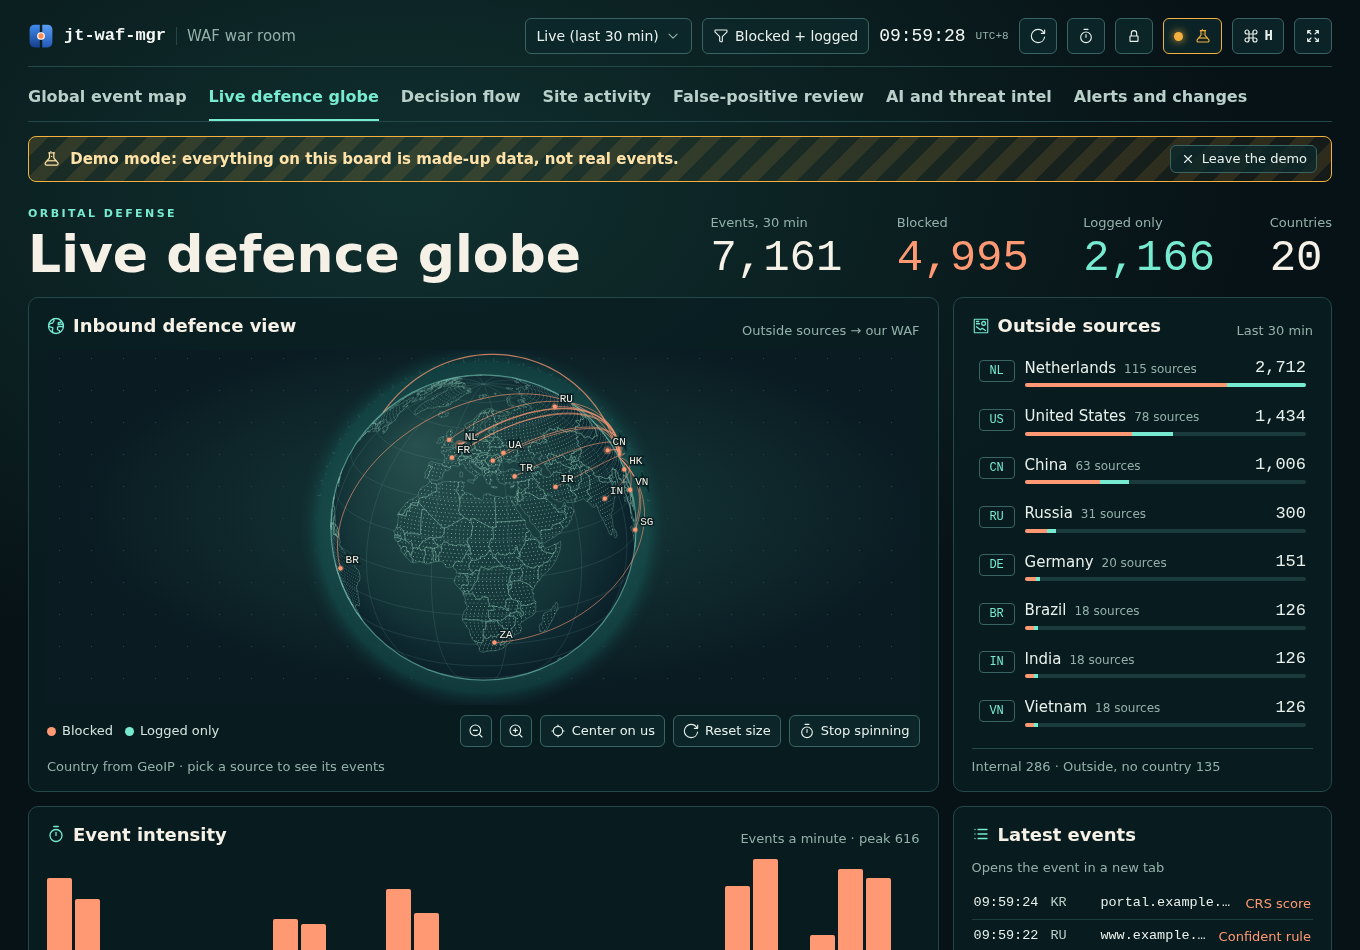 jt-waf-mgr WAF war room Live (last 30 min) Blocked + logged 09:59:28 UTC+8 ⌘ H
Global event map Live defence globe Decision flow Site activity False-positive review AI and threat intel Alerts and changes
Demo mode: everything on this board is made-up data, not real events. Leave the demo
ORBITAL DEFENSE
Live defence globe
Events, 30 min
7,161
Blocked
4,995
Logged only
2,166
Countries
20
Inbound defence view
Outside sources → our WAF
RU
NL
FR
UA
CN
HK
TR
IR
IN
VN
SG
BR
ZA
Blocked Logged only
Center on us Reset size Stop spinning
Country from GeoIP · pick a source to see its events
Outside sources Last 30 min
NL Netherlands 115 sources 2,712
US United States 78 sources 1,434
CN China 63 sources 1,006
RU Russia 31 sources 300
DE Germany 20 sources 151
BR Brazil 18 sources 126
IN India 18 sources 126
VN Vietnam 18 sources 126
Internal 286 · Outside, no country 135
Event intensity
Events a minute · peak 616
Latest events
Opens the event in a new tab
09:59:24 KR portal.example.… CRS score
09:59:22 RU www.example.… Confident rule